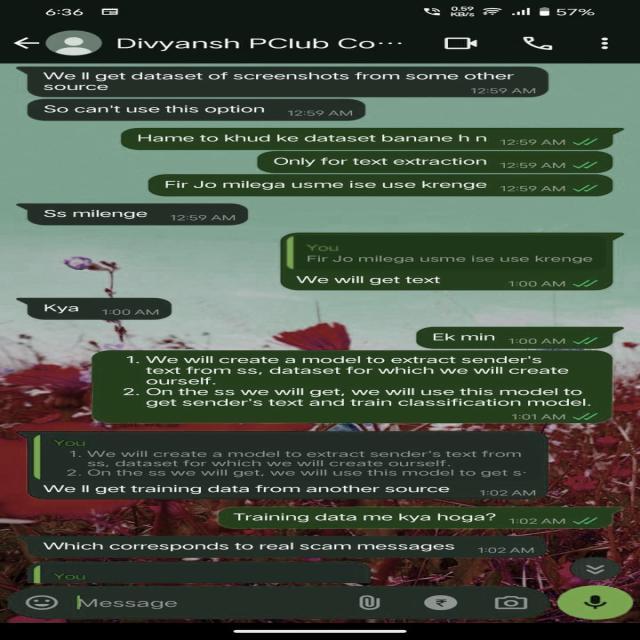 6:36
0.59
KB/s
57%
Divyansh PClub Co···
We ll get dataset of screenshots from some other
source
12:59 AM
So can't use this option 12:59 AM
Hame to khud ke dataset banane h n 12:59 AM
Only for text extraction 12:59 AM
Fir Jo milega usme ise use krenge 12:59 AM
Ss milenge 12:59 AM
You
Fir Jo milega usme ise use krenge
We will get text 1:00 AM
Kya 1:00 AM
Ek min 1:00 AM
1. We will create a model to extract sender's
text from ss, dataset for which we will create
ourself.
2. On the ss we will get, we will use this model to
get sender's text and train classification model.
1:01 AM
You
1. We will create a model to extract sender's text from
ss, dataset for which we will create ourself.
2. On the ss we will get, we will use this model to get s·
We ll get training data from another source 1:02 AM
Training data me kya hoga? 1:02 AM
Which corresponds to real scam messages 1:02 AM
You
Message